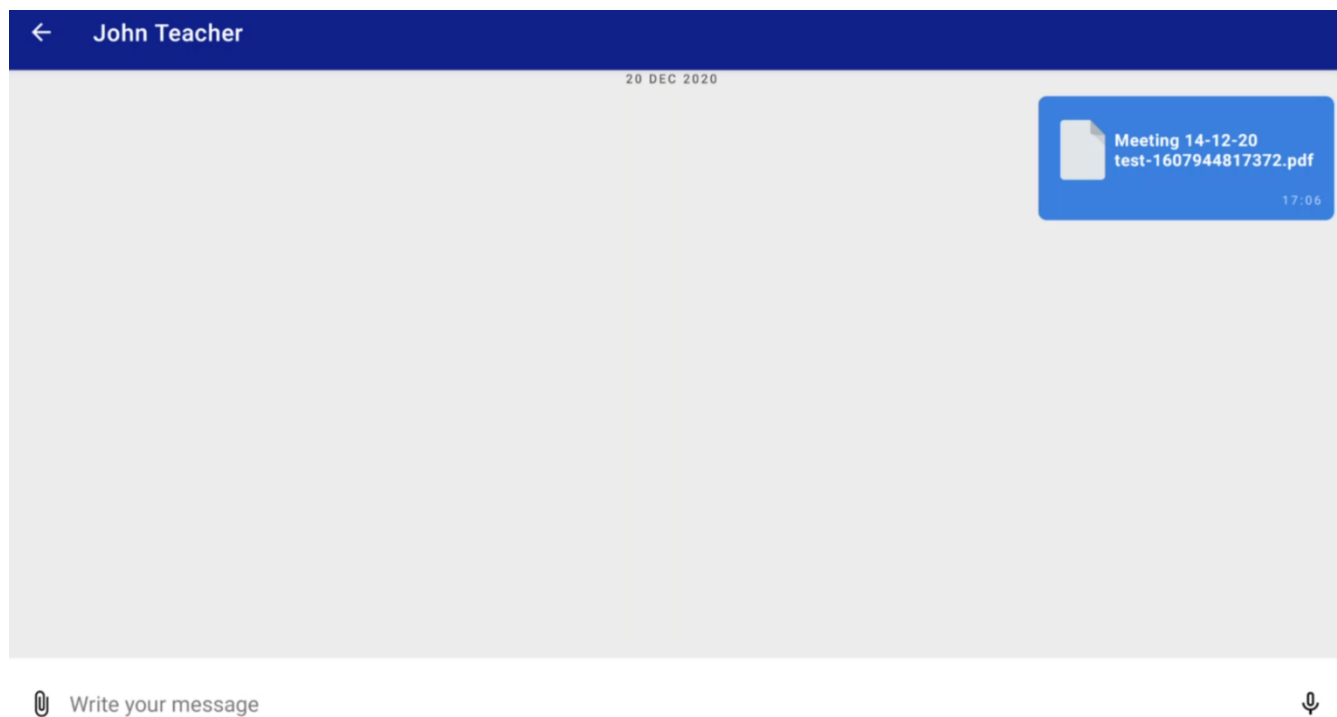 John Teacher
20 DEC 2020
Meeting 14-12-20
test-1607944817372.pdf
17:06
Write your message